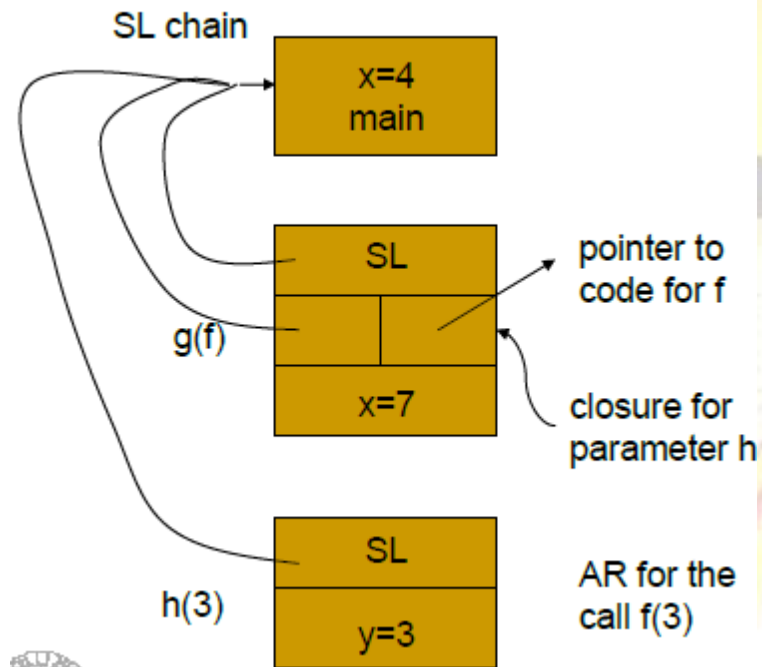 SL chain
x=4
main
SL
pointer to
code for f
g(f)
x=7
closure for
parameter h
SL
h(3)
y=3
AR for the
call f(3)